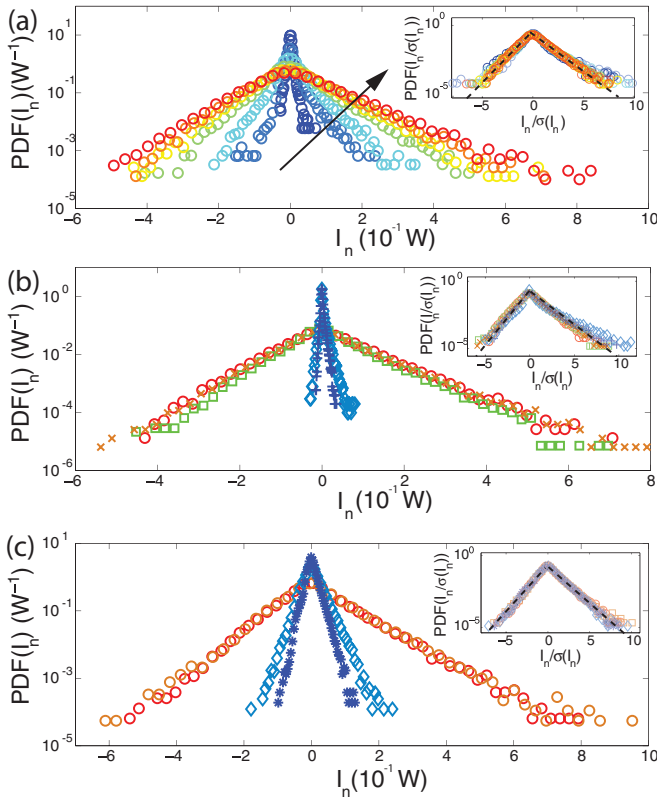 (a)
PDF(Iₙ)(W⁻¹)
10¹
10⁻¹
10⁻³
10⁻⁵
−6 −4 −2 0 2 4 6 8 10
Iₙ (10⁻¹ W)
PDF(Iₙ/σ(Iₙ))
10⁰
10⁻⁵
−5 0 5 10
Iₙ/σ(Iₙ)
(b)
PDF(Iₙ) (W⁻¹)
10⁰
10⁻²
10⁻⁴
10⁻⁶
−6 −4 −2 0 2 4 6 8
Iₙ (10⁻¹ W)
PDF(Iₙ/σ(Iₙ))
10⁰
10⁻⁵
−5 0 5 10
Iₙ/σ(Iₙ)
(c)
PDF(Iₙ) (W⁻¹)
10¹
10⁻¹
10⁻³
10⁻⁵
−6 −4 −2 0 2 4 6 8 10
Iₙ (10⁻¹ W)
PDF(Iₙ/σ(Iₙ))
10⁰
10⁻⁵
−5 0 5 10
Iₙ/σ(Iₙ)